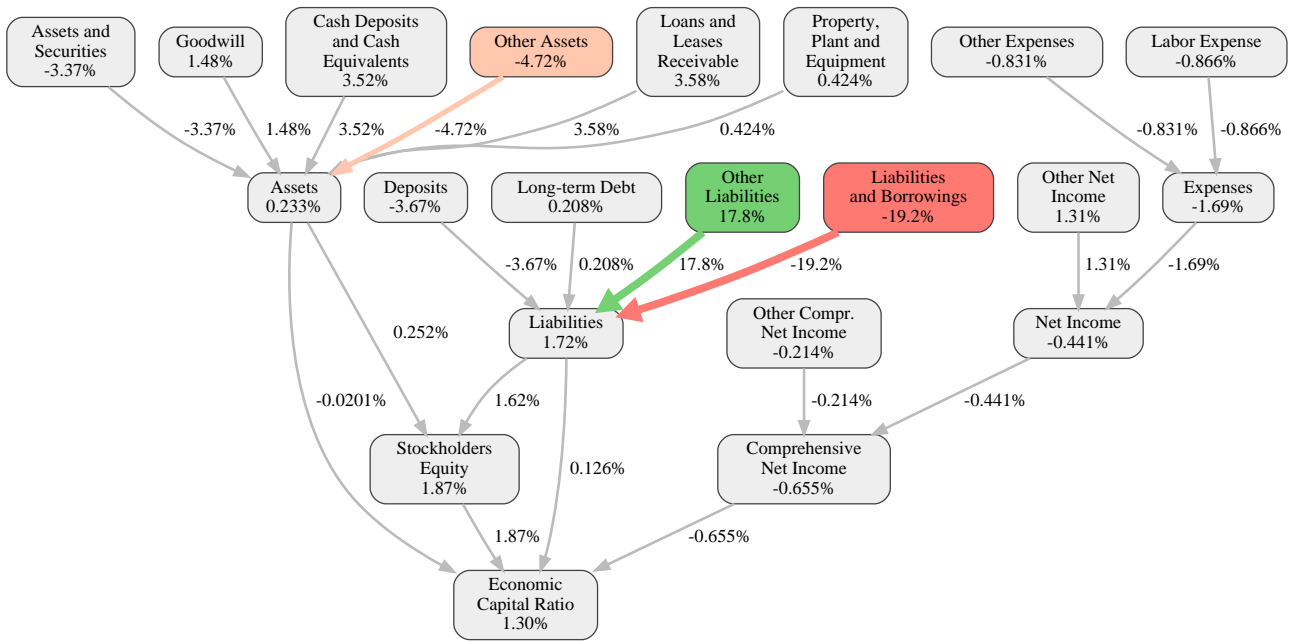 Assets and
Securities
-3.37%
Goodwill
1.48%
Cash Deposits
and Cash
Equivalents
3.52%
Other Assets
-4.72%
Loans and
Leases
Receivable
3.58%
Property,
Plant and
Equipment
0.424%
Other Expenses
-0.831%
Labor Expense
-0.866%
-3.37%
1.48%
3.52%
-4.72%
3.58%
0.424%
-0.831%
-0.866%
Assets
0.233%
Deposits
-3.67%
Long-term Debt
0.208%
Other
Liabilities
17.8%
Liabilities
and Borrowings
-19.2%
Other Net
Income
1.31%
Expenses
-1.69%
-3.67%
0.208%
17.8%
-19.2%
1.31%
-1.69%
0.252%
Liabilities
1.72%
Other Compr.
Net Income
-0.214%
Net Income
-0.441%
-0.0201%
1.62%
-0.214%
-0.441%
Stockholders
Equity
1.87%
0.126%
Comprehensive
Net Income
-0.655%
1.87%
-0.655%
Economic
Capital Ratio
1.30%